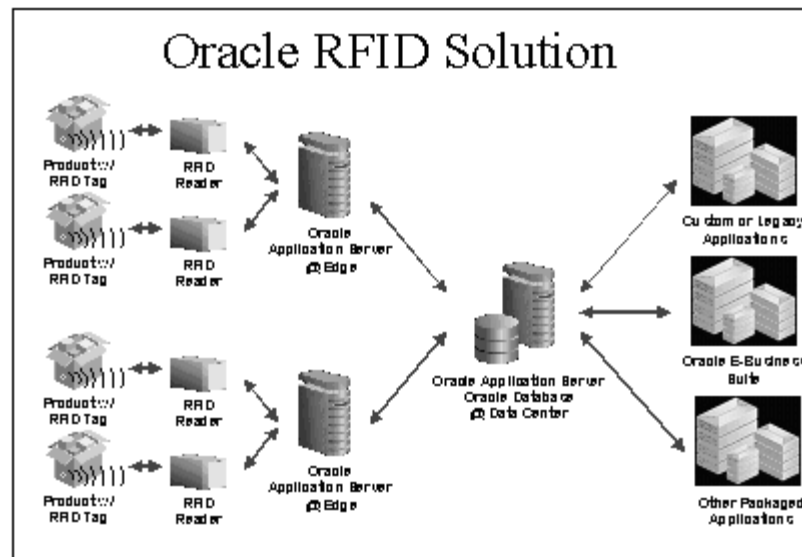 Oracle RFID Solution
Product w/
RFID Tag
RFID
Reader
Product w/
RFID Tag
RFID
Reader
Oracle
Application Server
@ Edge
Product w/
RFID Tag
RFID
Reader
Product w/
RFID Tag
RFID
Reader
Oracle
Application Server
@ Edge
Oracle Application Server
Oracle Database
@ Data Center
Custom or Legacy
Applications
Oracle E-Business
Suite
Other Packaged
Applications